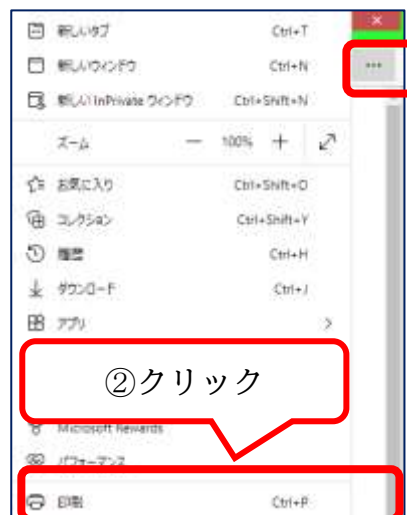 新しいタブ Ctrl+T
新しいウィンドウ Ctrl+N
新しい InPrivate ウィンドウ Ctrl+Shift+N
ズーム — 100% +
お気に入り Ctrl+Shift+O
コレクション Ctrl+Shift+Y
履歴 Ctrl+H
ダウンロード Ctrl+J
アプリ
②クリック
Microsoft Rewards
パフォーマンス
印刷 Ctrl+P